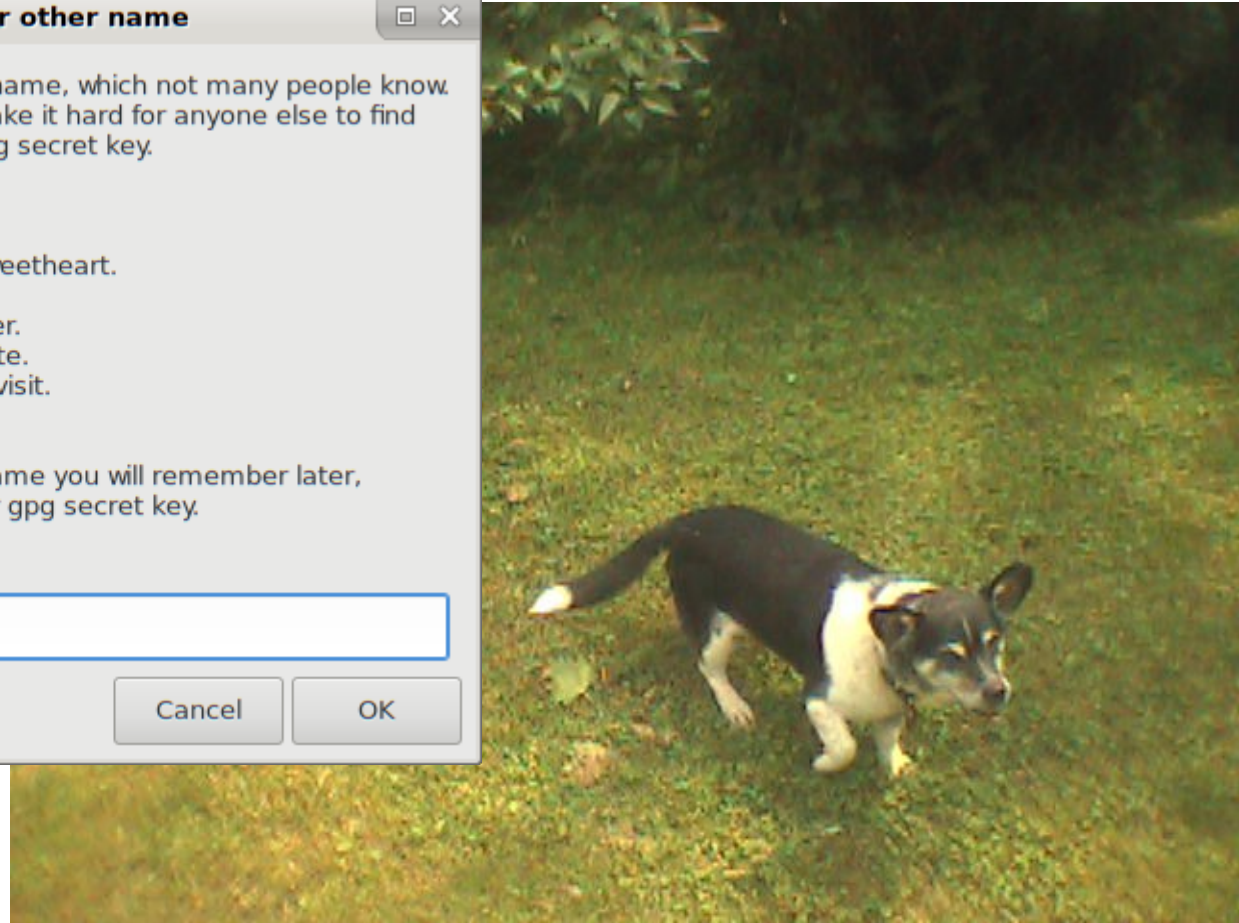 r other name
name, which not many people know.
ake it hard for anyone else to find
g secret key.
weetheart.
er.
te.
visit.
ame you will remember later,
gpg secret key.
Cancel
OK